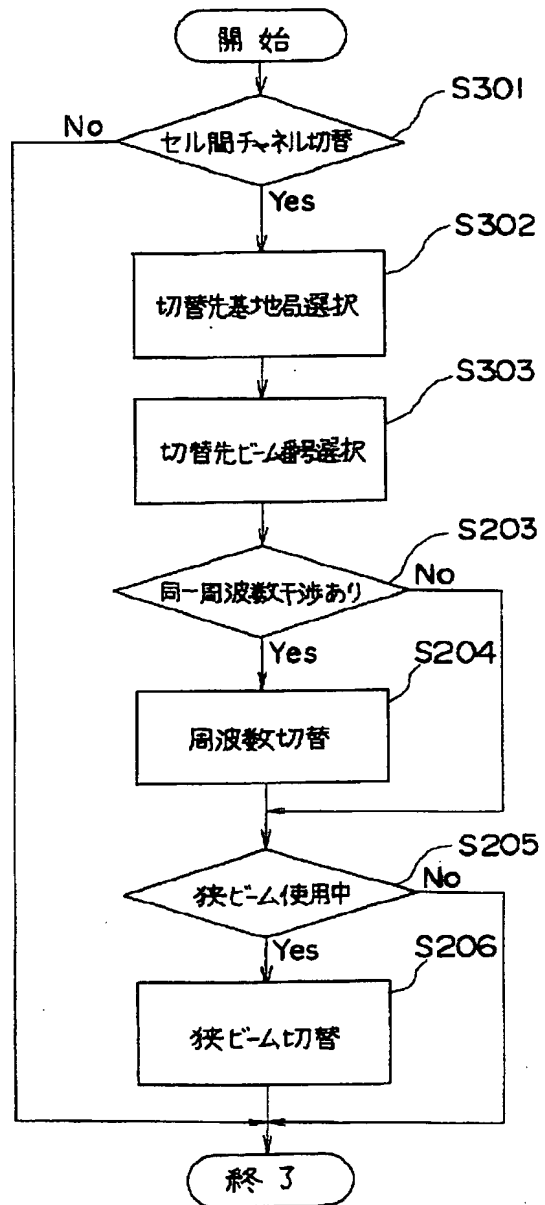 開始
S301
No
セル間チャネル切替
Yes
S302
切替先基地局選択
S303
切替先ビーム番号選択
S203
同一周波数干渉あり
No
Yes
S204
周波数切替
S205
狭ビーム使用中
No
Yes
S206
狭ビーム切替
終了